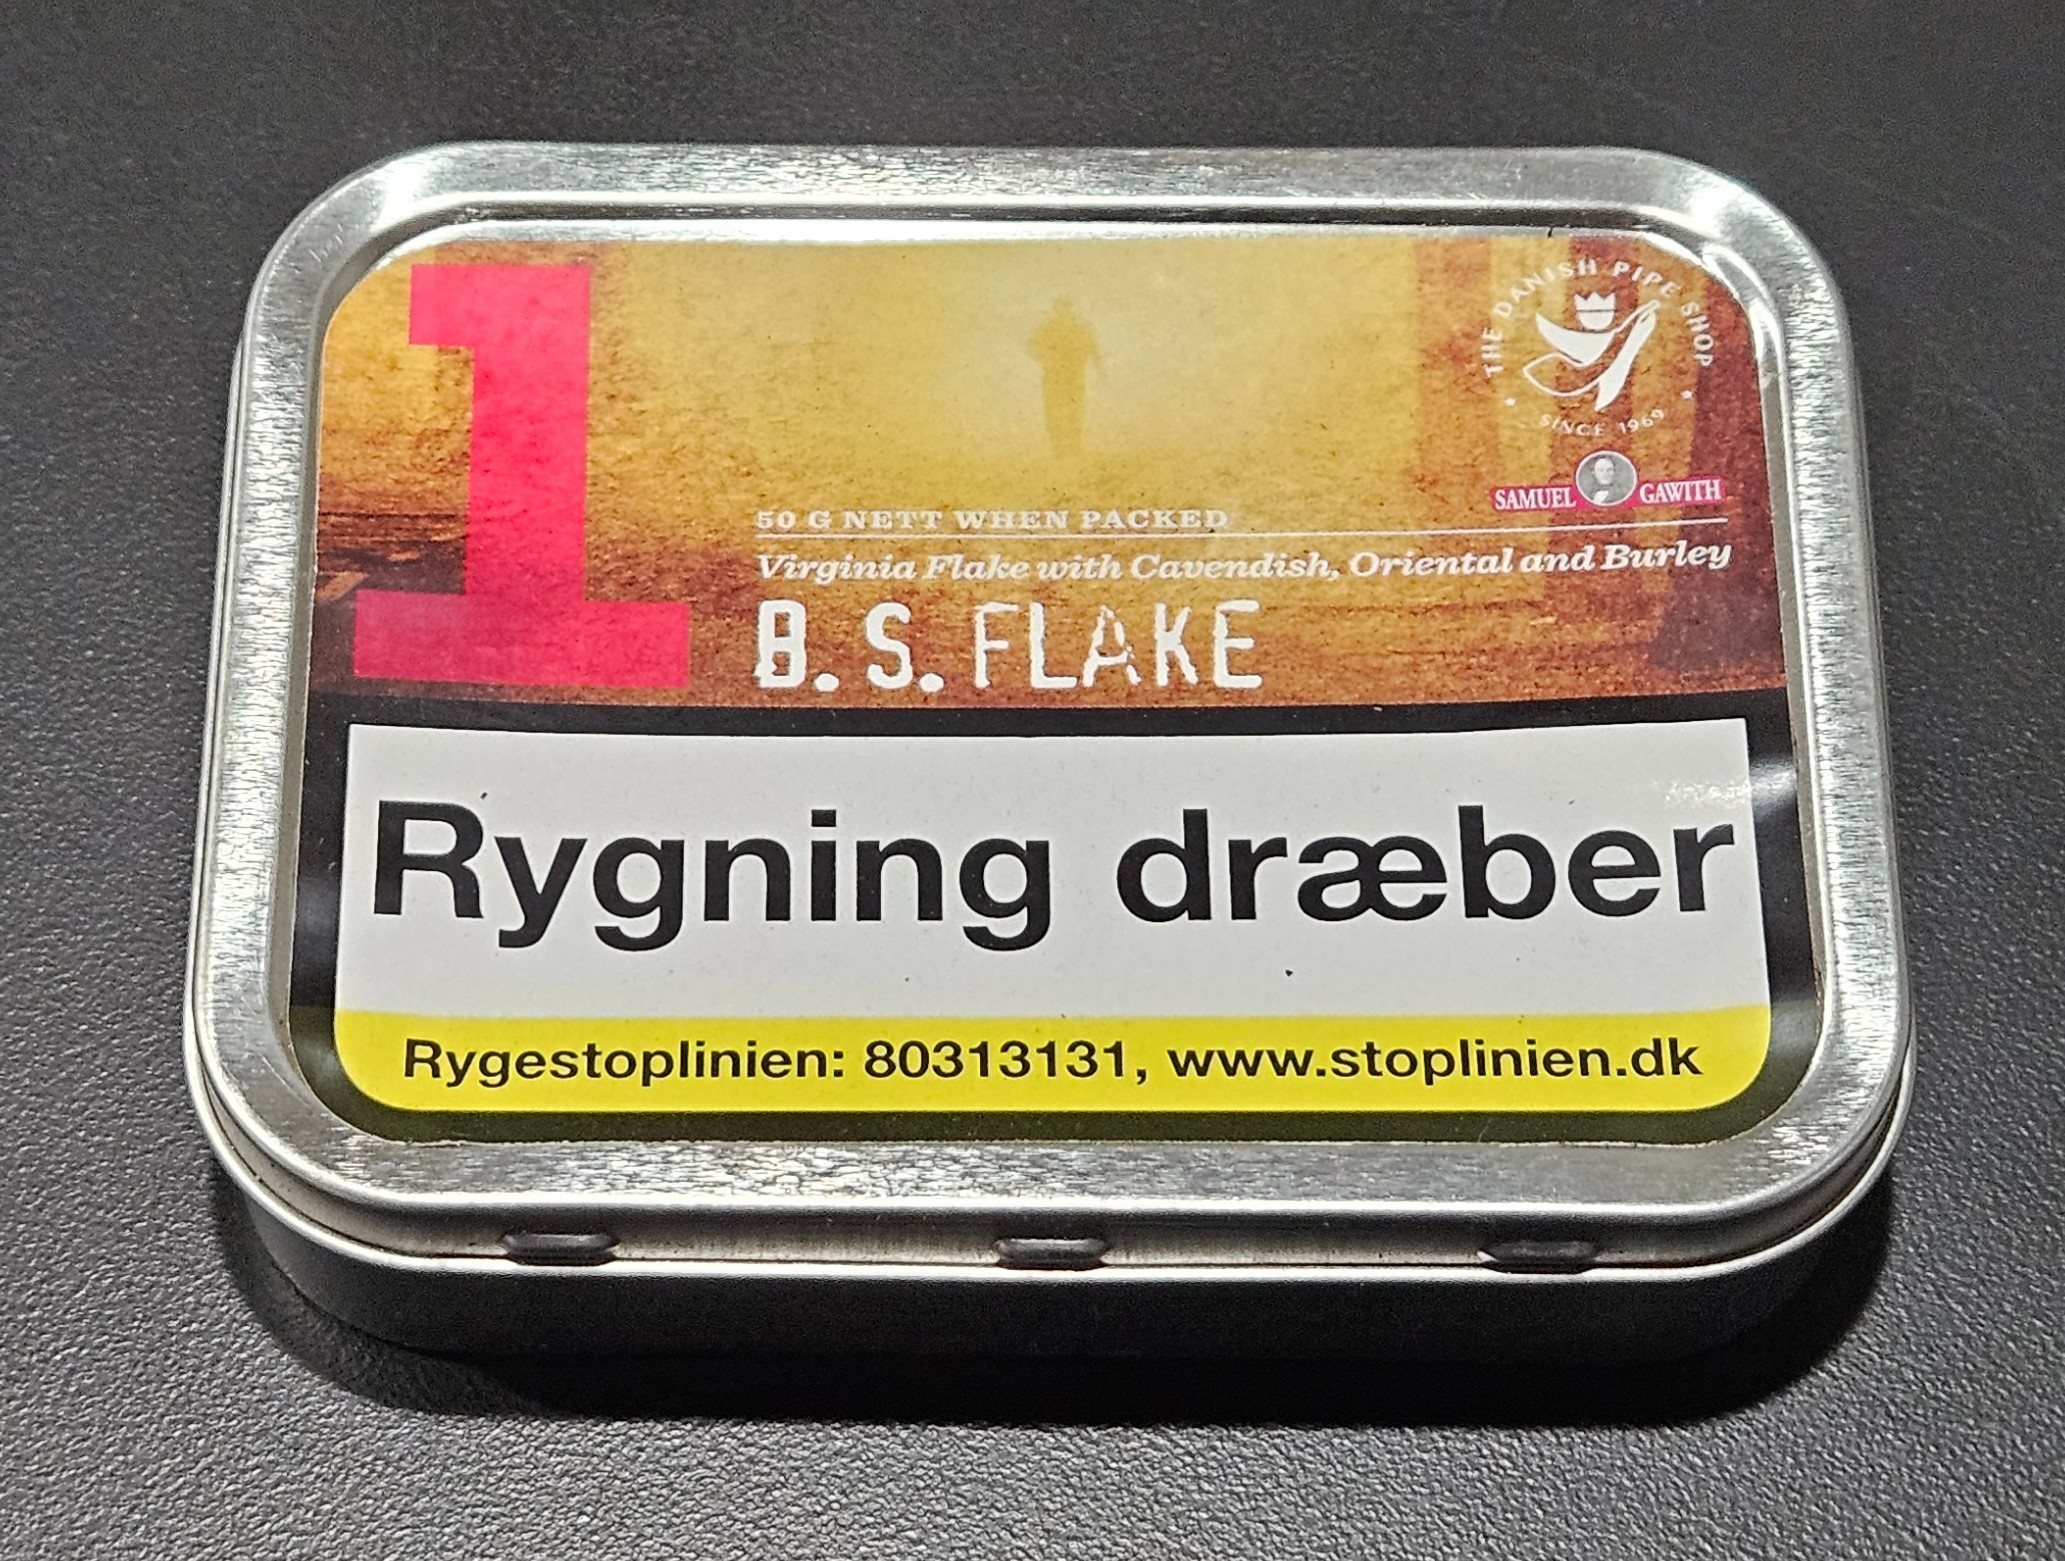 1
THE DANISH PIPE SHOP
SINCE 1969
SAMUEL GAWITH
50 G NETT WHEN PACKED
Virginia Flake with Cavendish, Oriental and Burley
B. S. FLAKE
Rygning dræber
Rygestoplinien: 80313131, www.stoplinien.dk